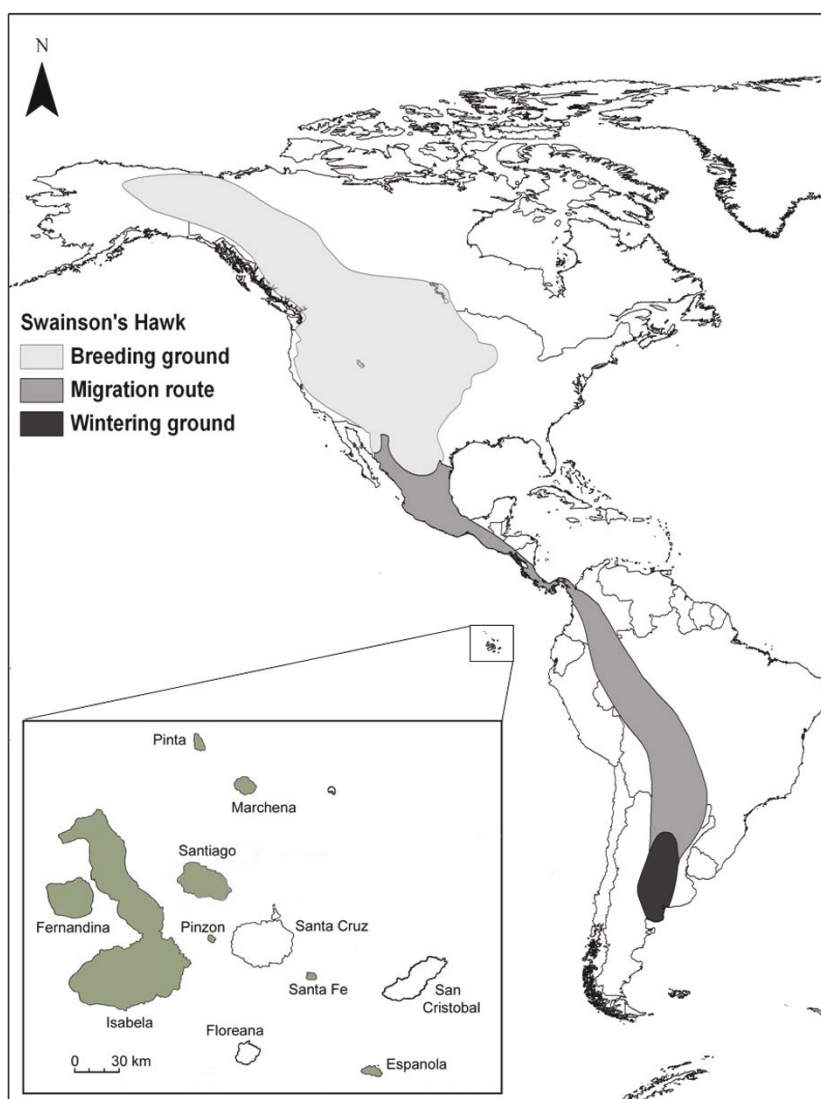 N
Swainson's Hawk
Breeding ground
Migration route
Wintering ground
Pinta
Marchena
Santiago
Fernandina
Pinzon
Santa Cruz
Santa Fe
San
Cristobal
Isabela
Floreana
Espanola
0 30 km